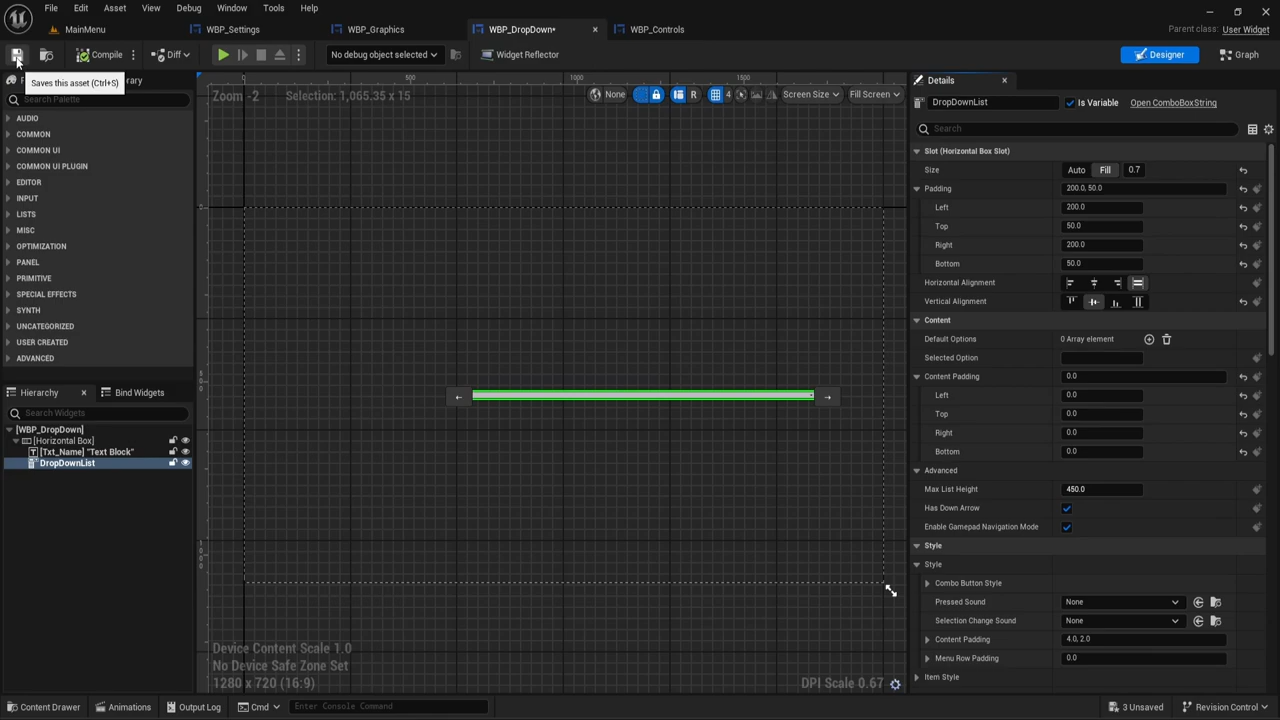 File Edit Asset View Debug Window Tools Help
Parent class: User Widget
MainMenu WBP_Settings WBP_Graphics WBP_DropDown* WBP_Controls
Compile Diff No debug object selected Widget Reflector Designer Graph
Saves this asset (Ctrl+S)
rary
Search Palette
AUDIO
COMMON
COMMON UI
COMMON UI PLUGIN
EDITOR
INPUT
LISTS
MISC
OPTIMIZATION
PANEL
PRIMITIVE
SPECIAL EFFECTS
SYNTH
UNCATEGORIZED
USER CREATED
ADVANCED
Hierarchy Bind Widgets
Search Widgets
[WBP_DropDown]
[Horizontal Box]
[Txt_Name] "Text Block"
DropDownList
0 500 1000 1500
Zoom -2 Selection: 1,065.35 x 15 None R 4 Screen Size Fill Screen
Device Content Scale 1.0
No Device Safe Zone Set
1280 x 720 (16:9) DPI Scale 0.67
Details
DropDownList Is Variable Open ComboBoxString
Search
Slot (Horizontal Box Slot)
Size Auto Fill 0.7
Padding 200.0, 50.0
Left 200.0
Top 50.0
Right 200.0
Bottom 50.0
Horizontal Alignment
Vertical Alignment
Content
Default Options 0 Array element
Selected Option
Content Padding 0.0
Left 0.0
Top 0.0
Right 0.0
Bottom 0.0
Advanced
Max List Height 450.0
Has Down Arrow
Enable Gamepad Navigation Mode
Style
Style
Combo Button Style
Pressed Sound None
Selection Change Sound None
Content Padding 4.0, 2.0
Menu Row Padding 0.0
Item Style
Content Drawer Animations Output Log Cmd Enter Console Command 3 Unsaved Revision Control